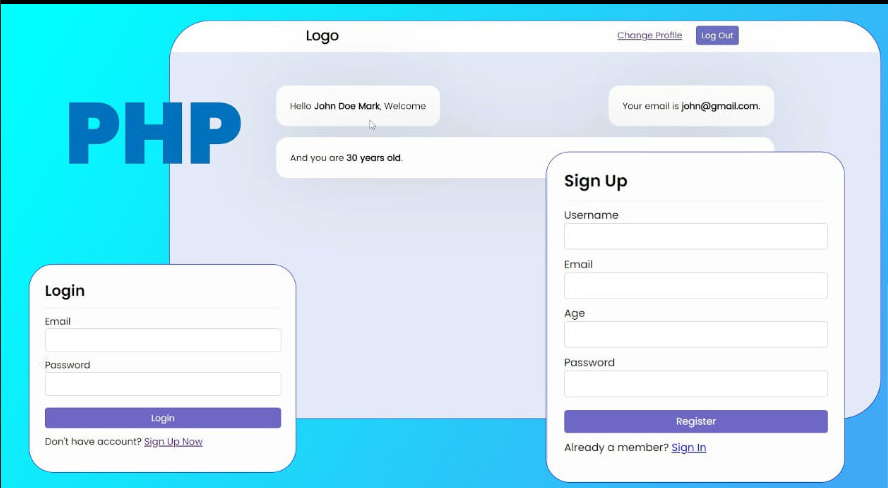 Logo
Change Profile
Log Out
PHP
Hello John Doe Mark, Welcome
Your email is john@gmail.com.
And you are 30 years old.
Login
Email
Password
Login
Don't have account? Sign Up Now
Sign Up
Username
Email
Age
Password
Register
Already a member? Sign In